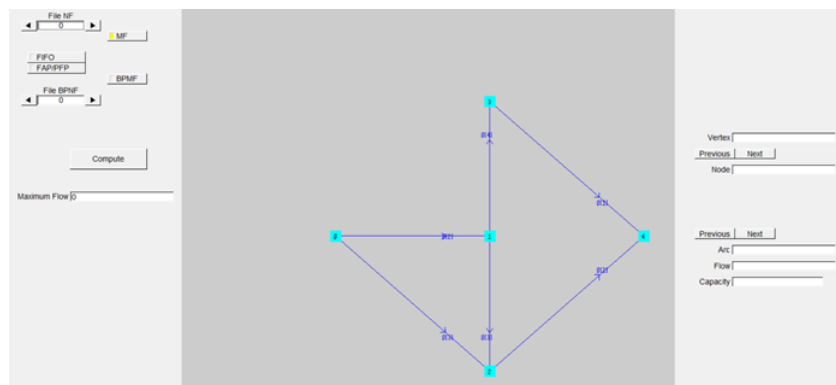 File NF
0
MF
FIFO
FAP/PFP
BPMF
File BPNF
0
Compute
Maximum Flow 0
3
1
4
2
Vertex
Previous Next
Node
Previous Next
Arc
Flow
Capacity